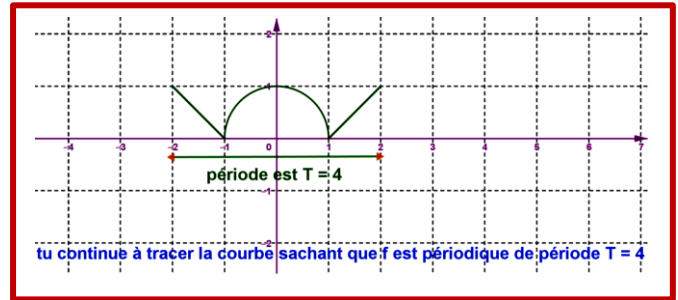 2
1
-4 -3 -2 -1 0 1 2 3 4 5 6 7
période est T = 4
-1
-2
tu continue à tracer la courbe sachant que f est périodique de période T = 4